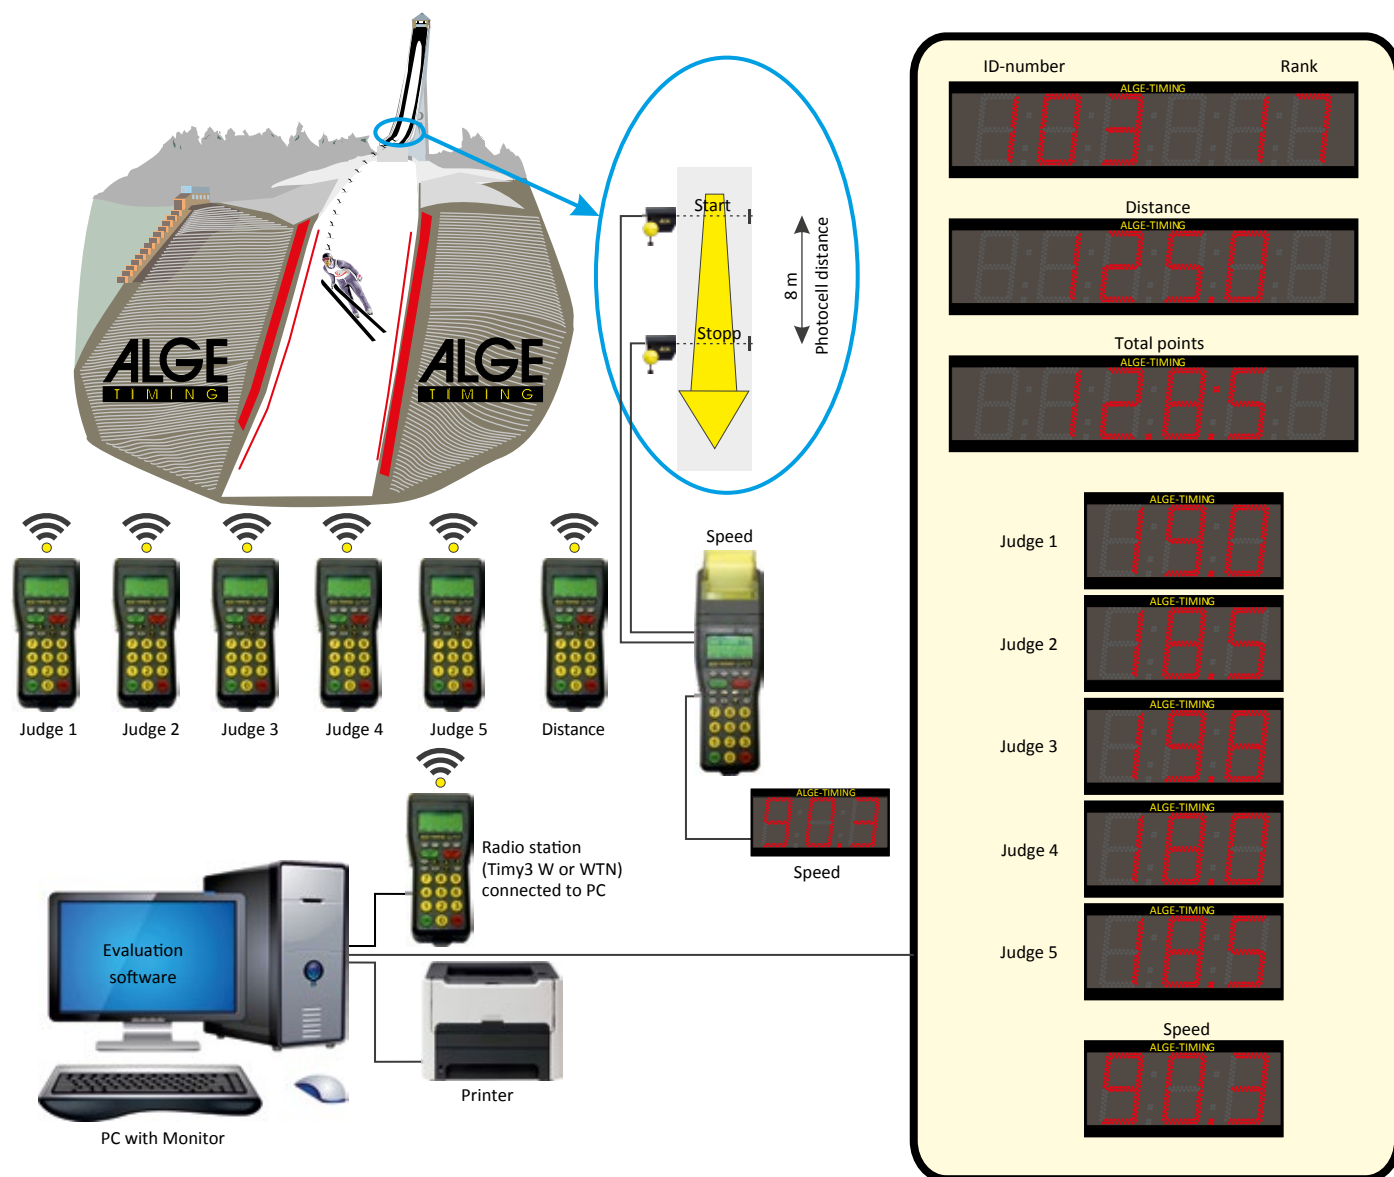 ALGE
TIMING
ALGE
TIMING
Start
Stopp
8 m
Photocell distance
Speed
Judge 1
Judge 2
Judge 3
Judge 4
Judge 5
Distance
ALGE-TIMING
90.3
Speed
Radio station
(Timy3 W or WTN)
connected to PC
Evaluation
software
PC with Monitor
Printer
ID-number
Rank
ALGE-TIMING
103 17
Distance
ALGE-TIMING
125.0
Total points
ALGE-TIMING
128.5
Judge 1
ALGE-TIMING
19.0
Judge 2
ALGE-TIMING
18.5
Judge 3
ALGE-TIMING
19.8
Judge 4
ALGE-TIMING
18.0
Judge 5
ALGE-TIMING
18.5
Speed
ALGE-TIMING
90.3